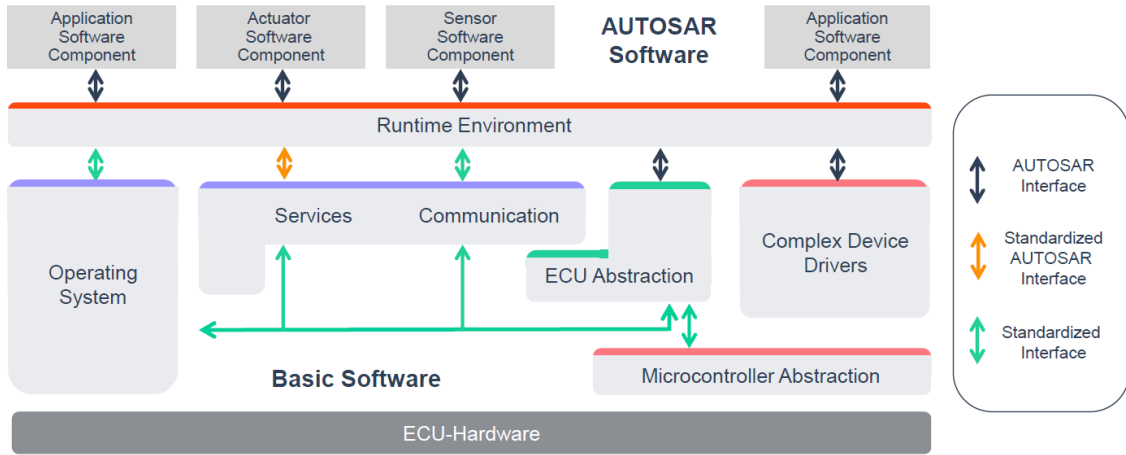 Application
Software
Component
Actuator
Software
Component
Sensor
Software
Component
AUTOSAR
Software
Application
Software
Component
Runtime Environment
AUTOSAR
Interface
Services
Communication
Operating
System
ECU Abstraction
Complex Device
Drivers
Standardized
AUTOSAR
Interface
Standardized
Interface
Basic Software
Microcontroller Abstraction
ECU-Hardware